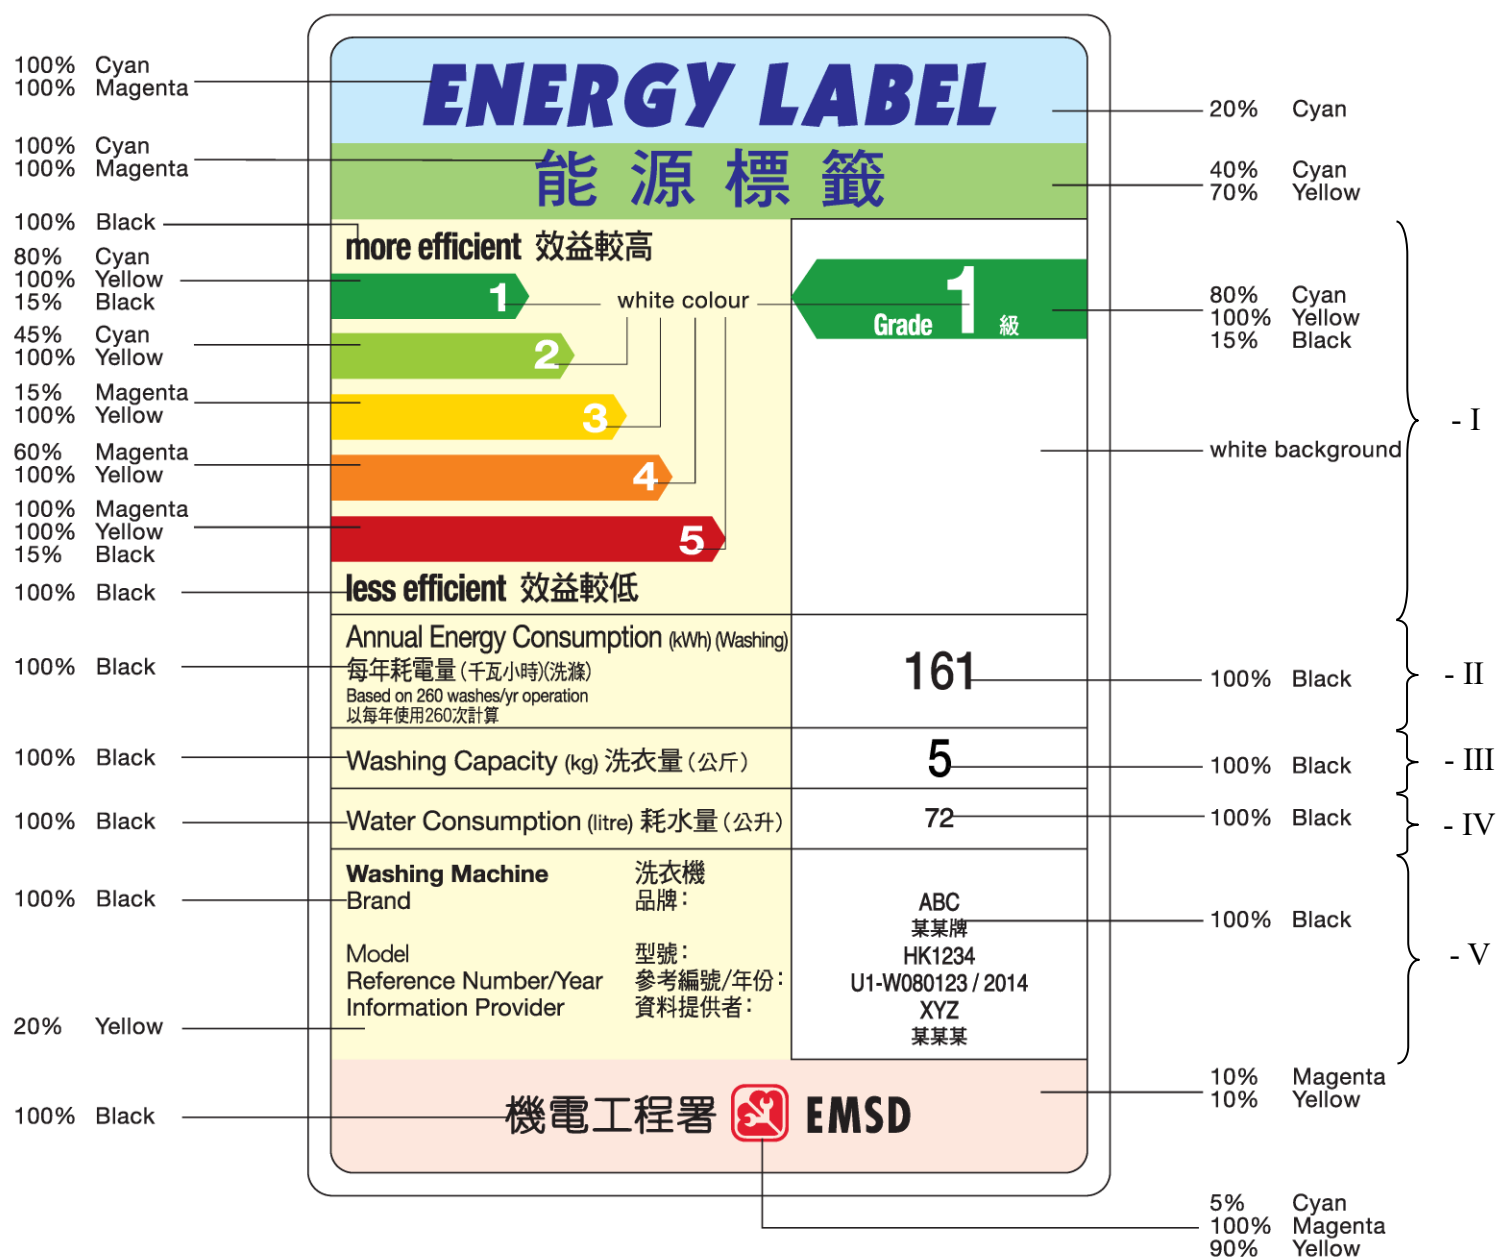 100% Cyan
100% Magenta
ENERGY LABEL
20% Cyan
100% Cyan
100% Magenta
能源標籤
40% Cyan
70% Yellow
100% Black
more efficient 效益較高
80% Cyan
100% Yellow
15% Black
1
white colour
Grade 1 級
80% Cyan
100% Yellow
15% Black
45% Cyan
100% Yellow
2
15% Magenta
100% Yellow
3
- I
60% Magenta
100% Yellow
4
white background
100% Magenta
100% Yellow
15% Black
5
100% Black
less efficient 效益較低
Annual Energy Consumption (kWh) (Washing)
100% Black
每年耗電量 (千瓦小時)(洗滌)
Based on 260 washes/yr operation
以每年使用260次計算
161
100% Black
- II
100% Black
Washing Capacity (kg) 洗衣量 (公斤)
5
100% Black
- III
100% Black
Water Consumption (litre) 耗水量 (公升)
72
100% Black
- IV
Washing Machine 洗衣機
100% Black
Brand 品牌：
ABC
某某牌
100% Black
Model 型號：
HK1234
- V
Reference Number/Year 參考編號/年份：
U1-W080123 / 2014
Information Provider 資料提供者：
XYZ
某某某
20% Yellow
10% Magenta
10% Yellow
100% Black
機電工程署 EMSD
5% Cyan
100% Magenta
90% Yellow